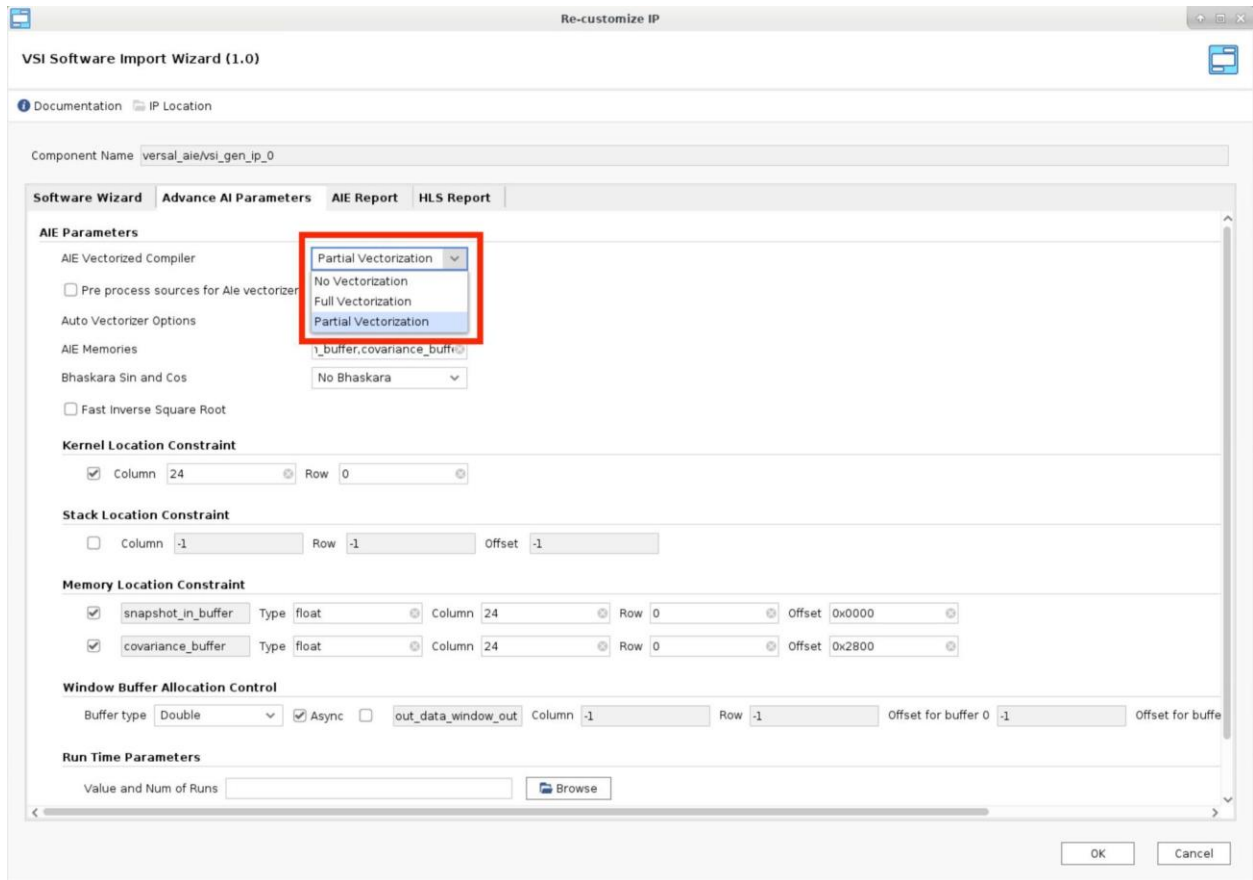 Re-customize IP
VSI Software Import Wizard (1.0)
Documentation IP Location
Component Name versal_aie/vsi_gen_ip_0
Software Wizard Advance AI Parameters AIE Report HLS Report
AIE Parameters
AIE Vectorized Compiler Partial Vectorization
No Vectorization
Pre process sources for AIe vectorizer
Full Vectorization
Auto Vectorizer Options Partial Vectorization
AIE Memories _buffer,covariance_buff
Bhaskara Sin and Cos No Bhaskara
Fast Inverse Square Root
Kernel Location Constraint
Column 24 Row 0
Stack Location Constraint
Column -1 Row -1 Offset -1
Memory Location Constraint
snapshot_in_buffer Type float Column 24 Row 0 Offset 0x0000
covariance_buffer Type float Column 24 Row 0 Offset 0x2800
Window Buffer Allocation Control
Buffer type Double Async out_data_window_out Column -1 Row -1 Offset for buffer 0 -1 Offset for buffe
Run Time Parameters
Value and Num of Runs Browse
OK Cancel